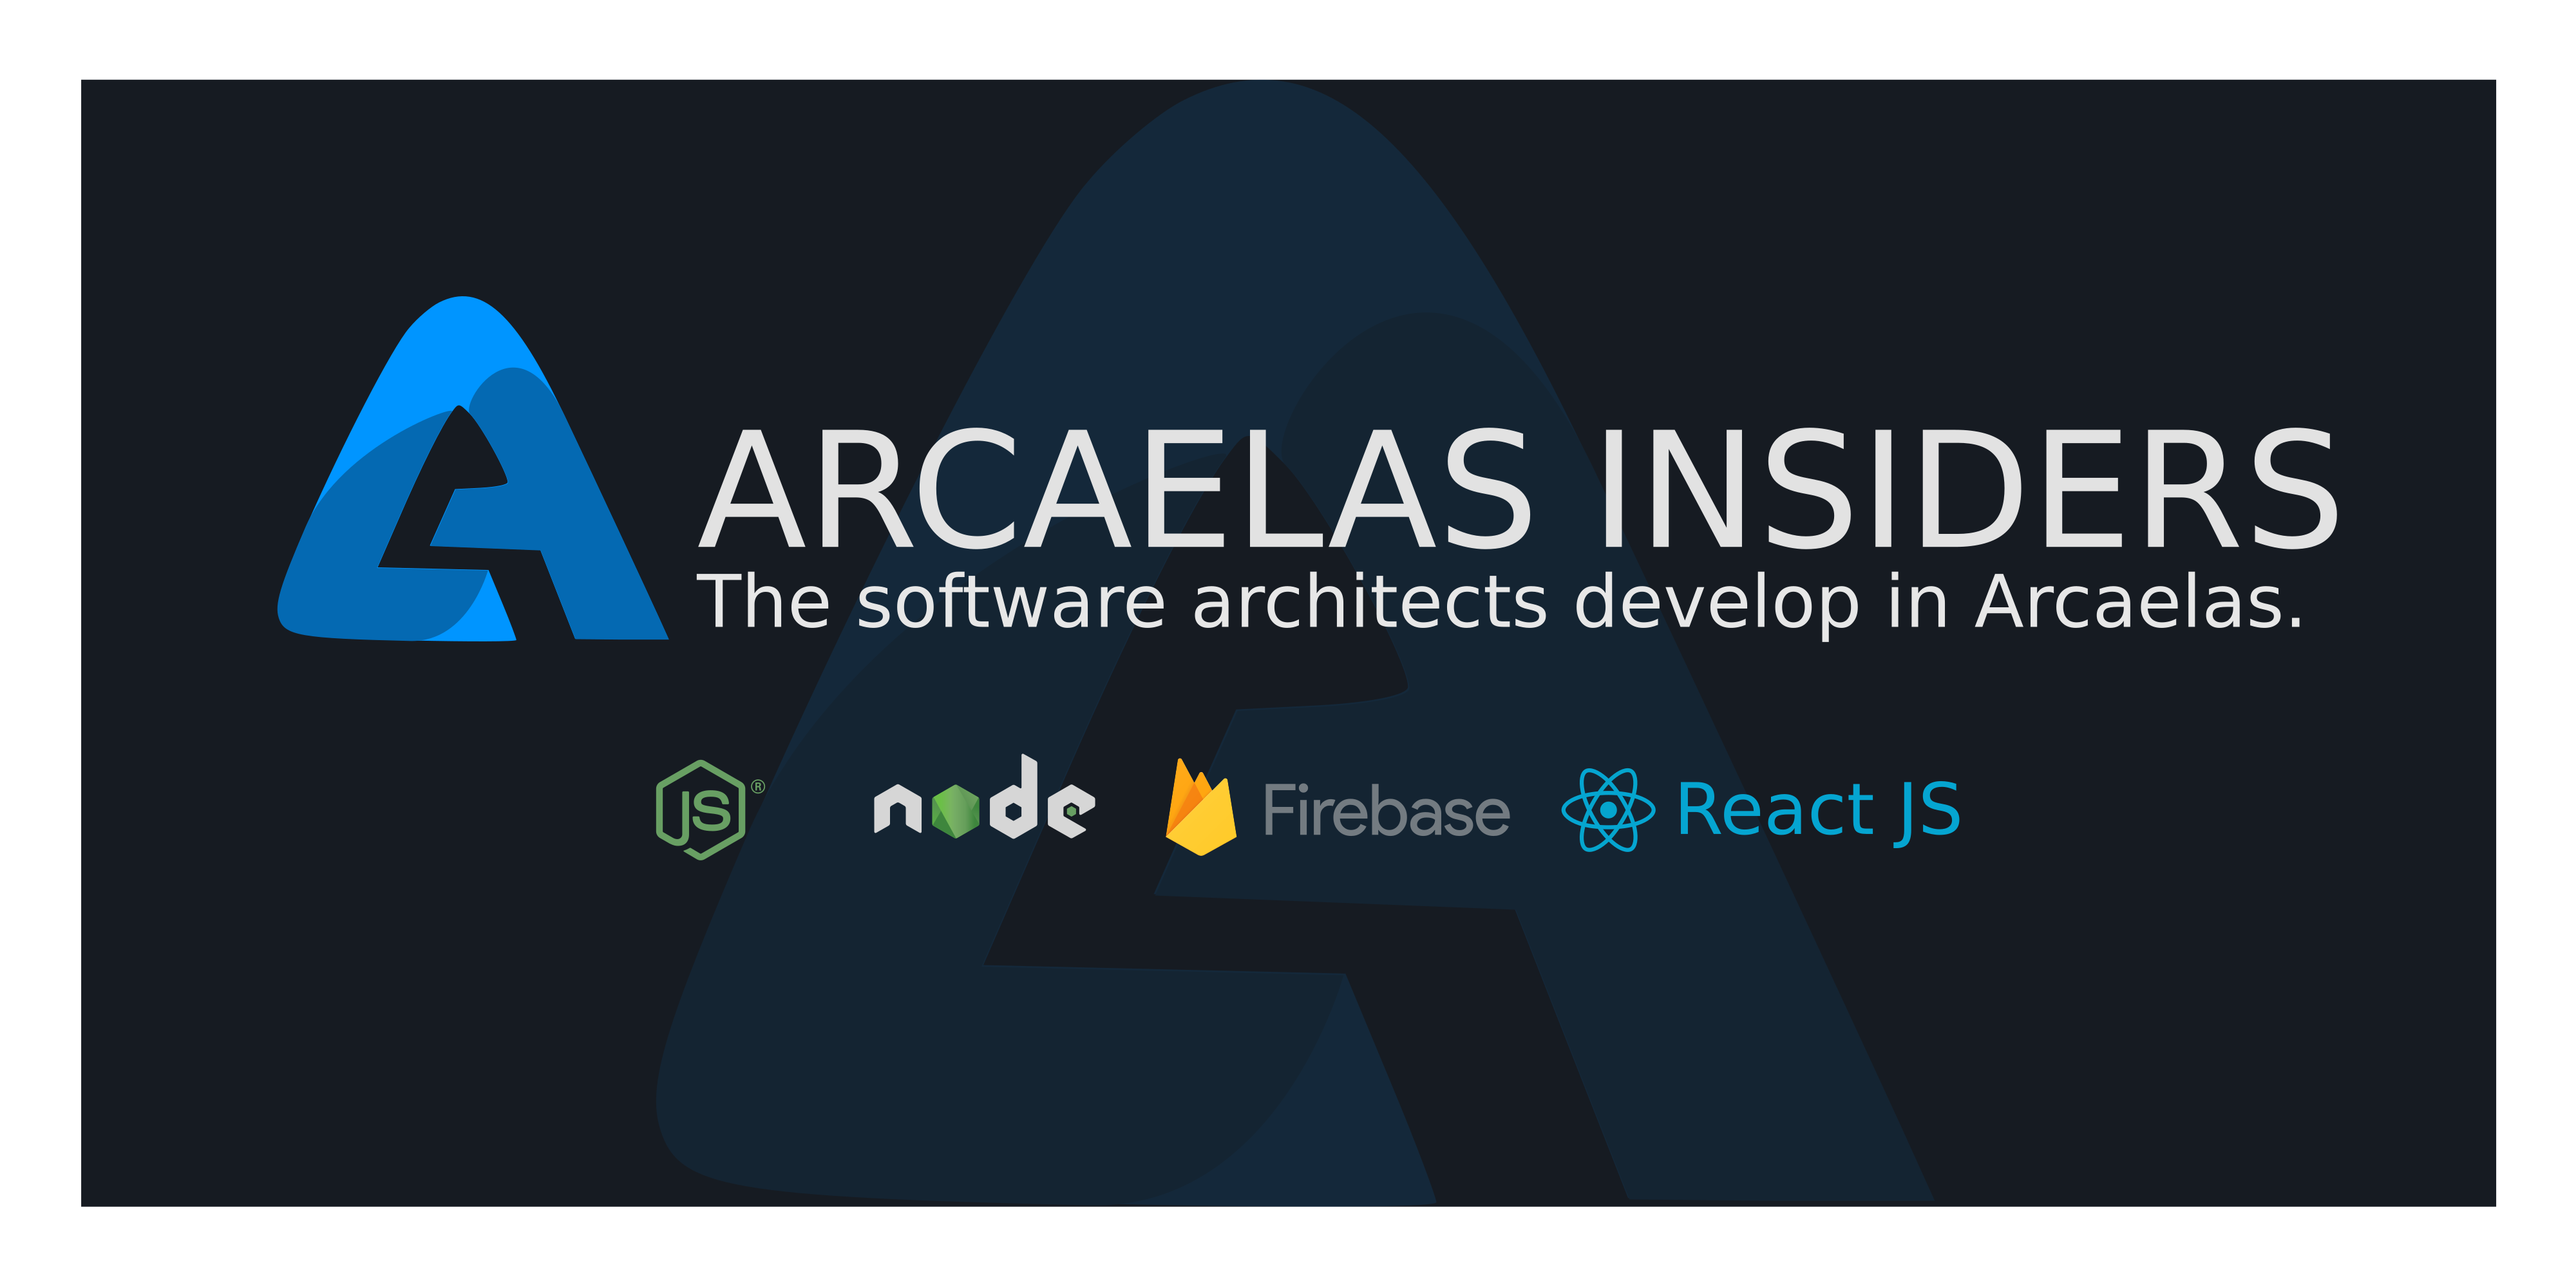 ARCAELAS INSIDERS
The software architects develop in Arcaelas.
JS® node Firebase React JS